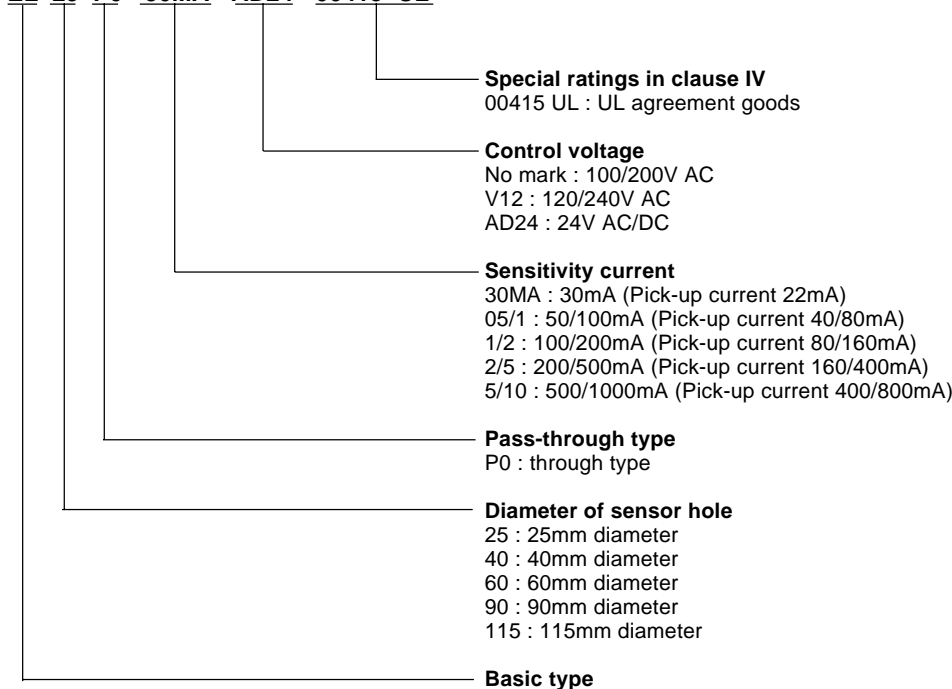 Special ratings in clause IV
00415 UL : UL agreement goods
Control voltage
No mark : 100/200V AC
V12 : 120/240V AC
AD24 : 24V AC/DC
Sensitivity current
30MA : 30mA (Pick-up current 22mA)
05/1 : 50/100mA (Pick-up current 40/80mA)
1/2 : 100/200mA (Pick-up current 80/160mA)
2/5 : 200/500mA (Pick-up current 160/400mA)
5/10 : 500/1000mA (Pick-up current 400/800mA)
Pass-through type
P0 : through type
Diameter of sensor hole
25 : 25mm diameter
40 : 40mm diameter
60 : 60mm diameter
90 : 90mm diameter
115 : 115mm diameter
Basic type